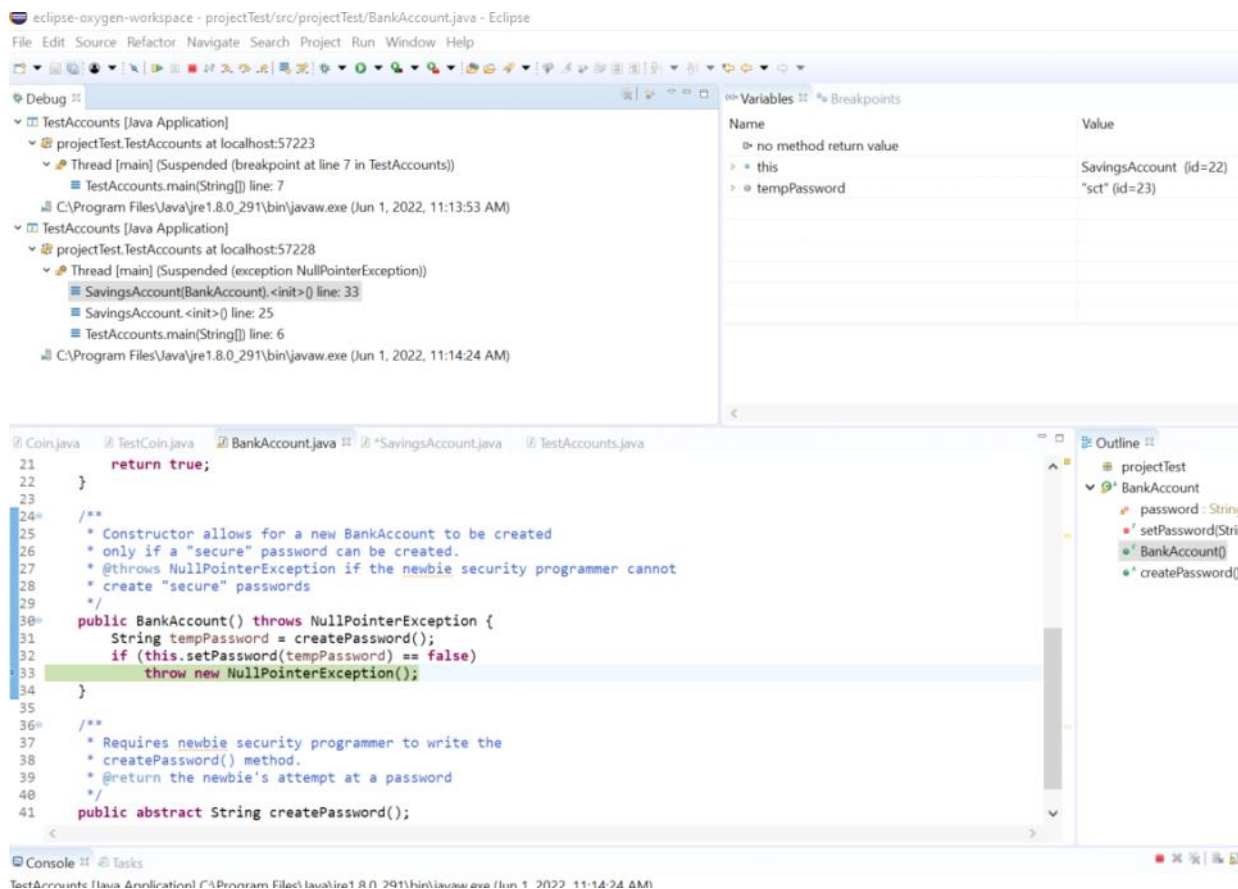 eclipse-oxygen-workspace - projectTest/src/projectTest/BankAccount.java - Eclipse
File Edit Source Refactor Navigate Search Project Run Window Help
Debug
TestAccounts [Java Application]
projectTest.TestAccounts at localhost:57223
Thread [main] (Suspended (breakpoint at line 7 in TestAccounts))
TestAccounts.main(String[]) line: 7
C:\Program Files\Java\jre1.8.0_291\bin\javaw.exe (Jun 1, 2022, 11:13:53 AM)
TestAccounts [Java Application]
projectTest.TestAccounts at localhost:57228
Thread [main] (Suspended (exception NullPointerException))
SavingsAccount(BankAccount).<init>() line: 33
SavingsAccount.<init>() line: 25
TestAccounts.main(String[]) line: 6
C:\Program Files\Java\jre1.8.0_291\bin\javaw.exe (Jun 1, 2022, 11:14:24 AM)
Variables Breakpoints
Name Value
no method return value
this SavingsAccount (id=22)
tempPassword "sct" (id=23)
Coin.java TestCoin.java BankAccount.java *SavingsAccount.java TestAccounts.java
21 return true;
22 }
23
24 /**
25 * Constructor allows for a new BankAccount to be created
26 * only if a "secure" password can be created.
27 * @throws NullPointerException if the newbie security programmer cannot
28 * create "secure" passwords
29 */
30 public BankAccount() throws NullPointerException {
31 String tempPassword = createPassword();
32 if (this.setPassword(tempPassword) == false)
33 throw new NullPointerException();
34 }
35
36 /**
37 * Requires newbie security programmer to write the
38 * createPassword() method.
39 * @return the newbie's attempt at a password
40 */
41 public abstract String createPassword();
Outline
projectTest
BankAccount
password : String
setPassword(Stri
BankAccount()
createPassword()
Console Tasks
TestAccounts [Java Application] C:\Program Files\Java\jre1.8.0_291\bin\javaw.exe (Jun 1, 2022, 11:14:24 AM)